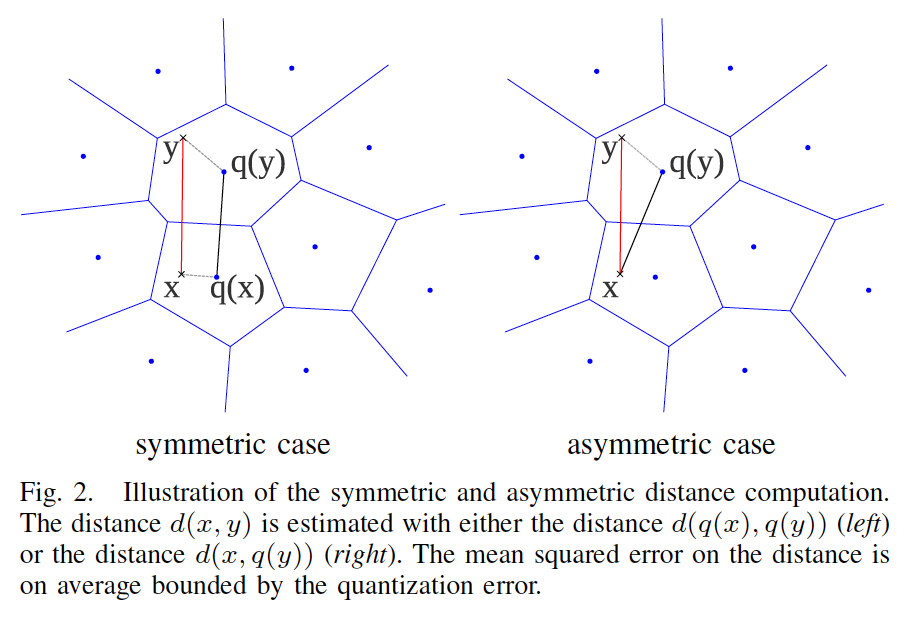 y
q(y)
x
q(x)
y
q(y)
x
symmetric case
asymmetric case
Fig. 2. Illustration of the symmetric and asymmetric distance computation.
The distance d(x, y) is estimated with either the distance d(q(x), q(y)) (left)
or the distance d(x, q(y)) (right). The mean squared error on the distance is
on average bounded by the quantization error.